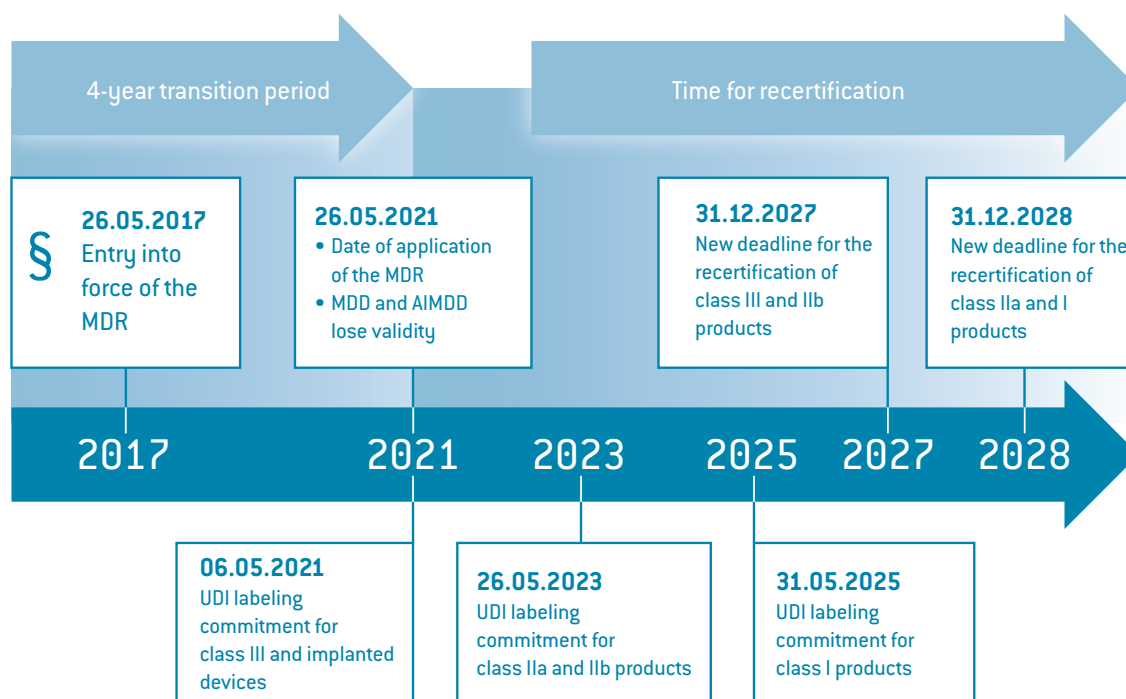 4-year transition period
Time for recertification
§
26.05.2017
Entry into
force of the
MDR
26.05.2021
• Date of application
of the MDR
• MDD and AIMDD
lose validity
31.12.2027
New deadline for the
recertification of
class III and IIb
products
31.12.2028
New deadline for the
recertification of
class IIa and I
products
2017
2021
2023
2025
2027
2028
06.05.2021
UDI labeling
commitment for
class III and implanted
devices
26.05.2023
UDI labeling
commitment for
class IIa and IIb products
31.05.2025
UDI labeling
commitment for
class I products